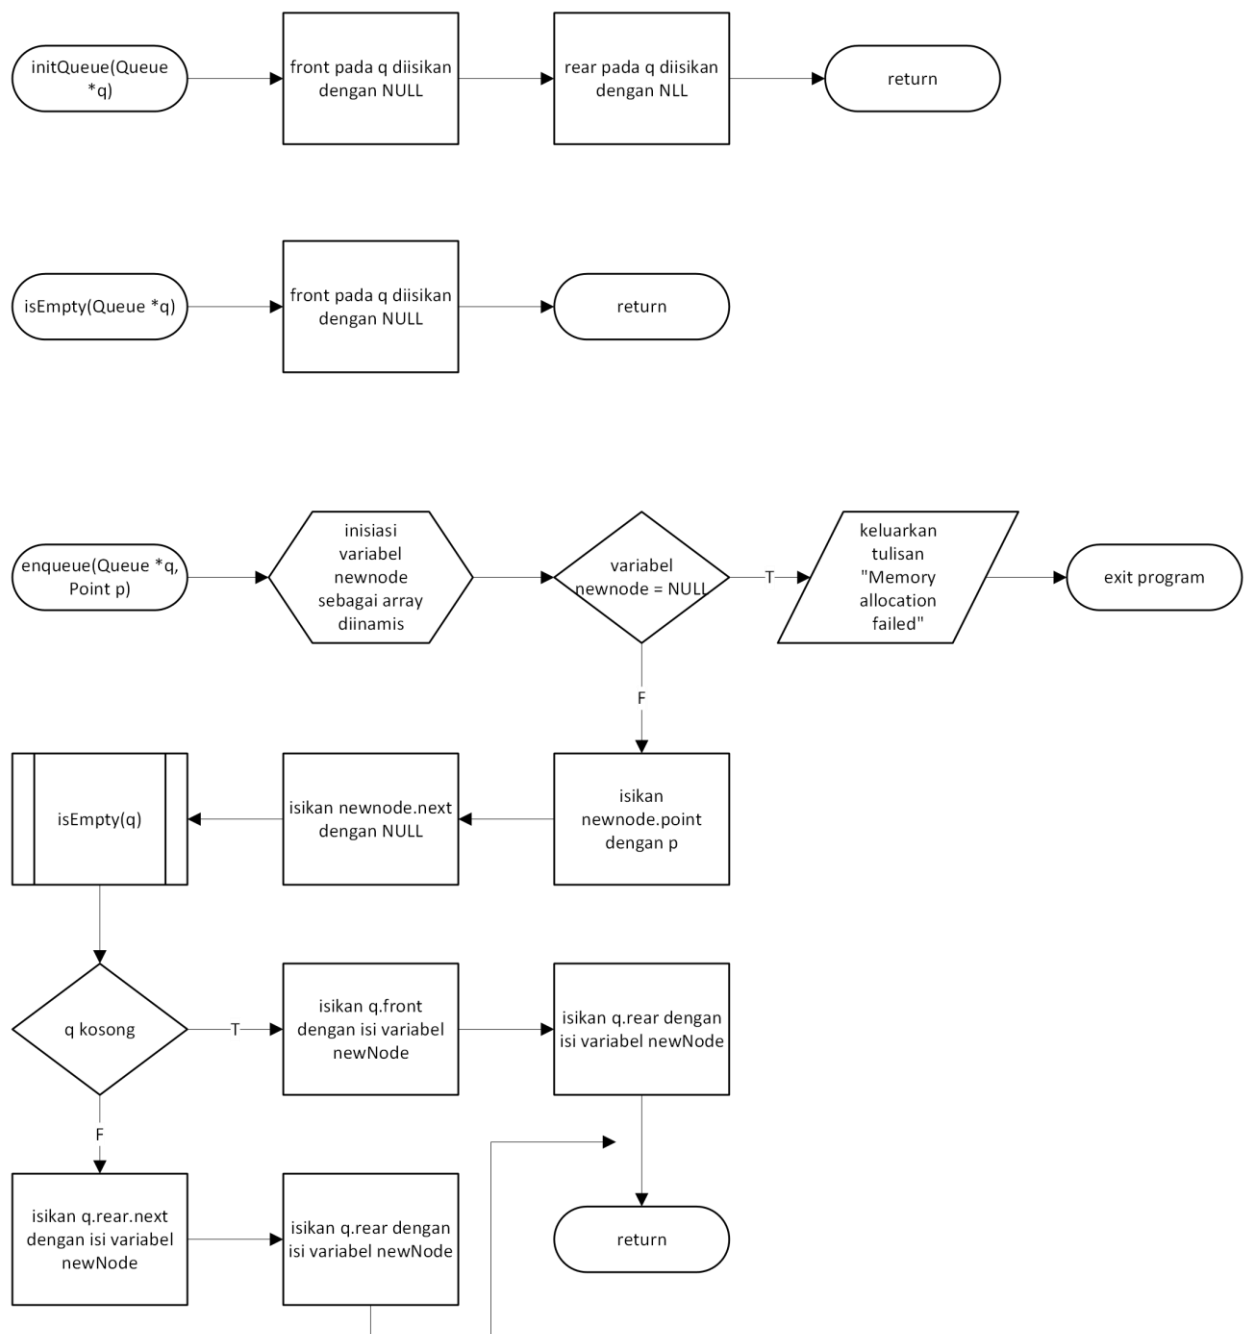 initQueue(Queue
*q)
front pada q diisikan
dengan NULL
rear pada q diisikan
dengan NLL
return
isEmpty(Queue *q)
front pada q diisikan
dengan NULL
return
enqueue(Queue *q,
Point p)
inisiasi
variabel
newnode
sebagai array
diinamis
variabel
newnode = NULL
T
keluarkan
tulisan
"Memory
allocation
failed"
exit program
F
isikan
newnode.point
dengan p
isikan newnode.next
dengan NULL
isEmpty(q)
q kosong
T
isikan q.front
dengan isi variabel
newNode
isikan q.rear dengan
isi variabel newNode
F
isikan q.rear.next
dengan isi variabel
newNode
isikan q.rear dengan
isi variabel newNode
return